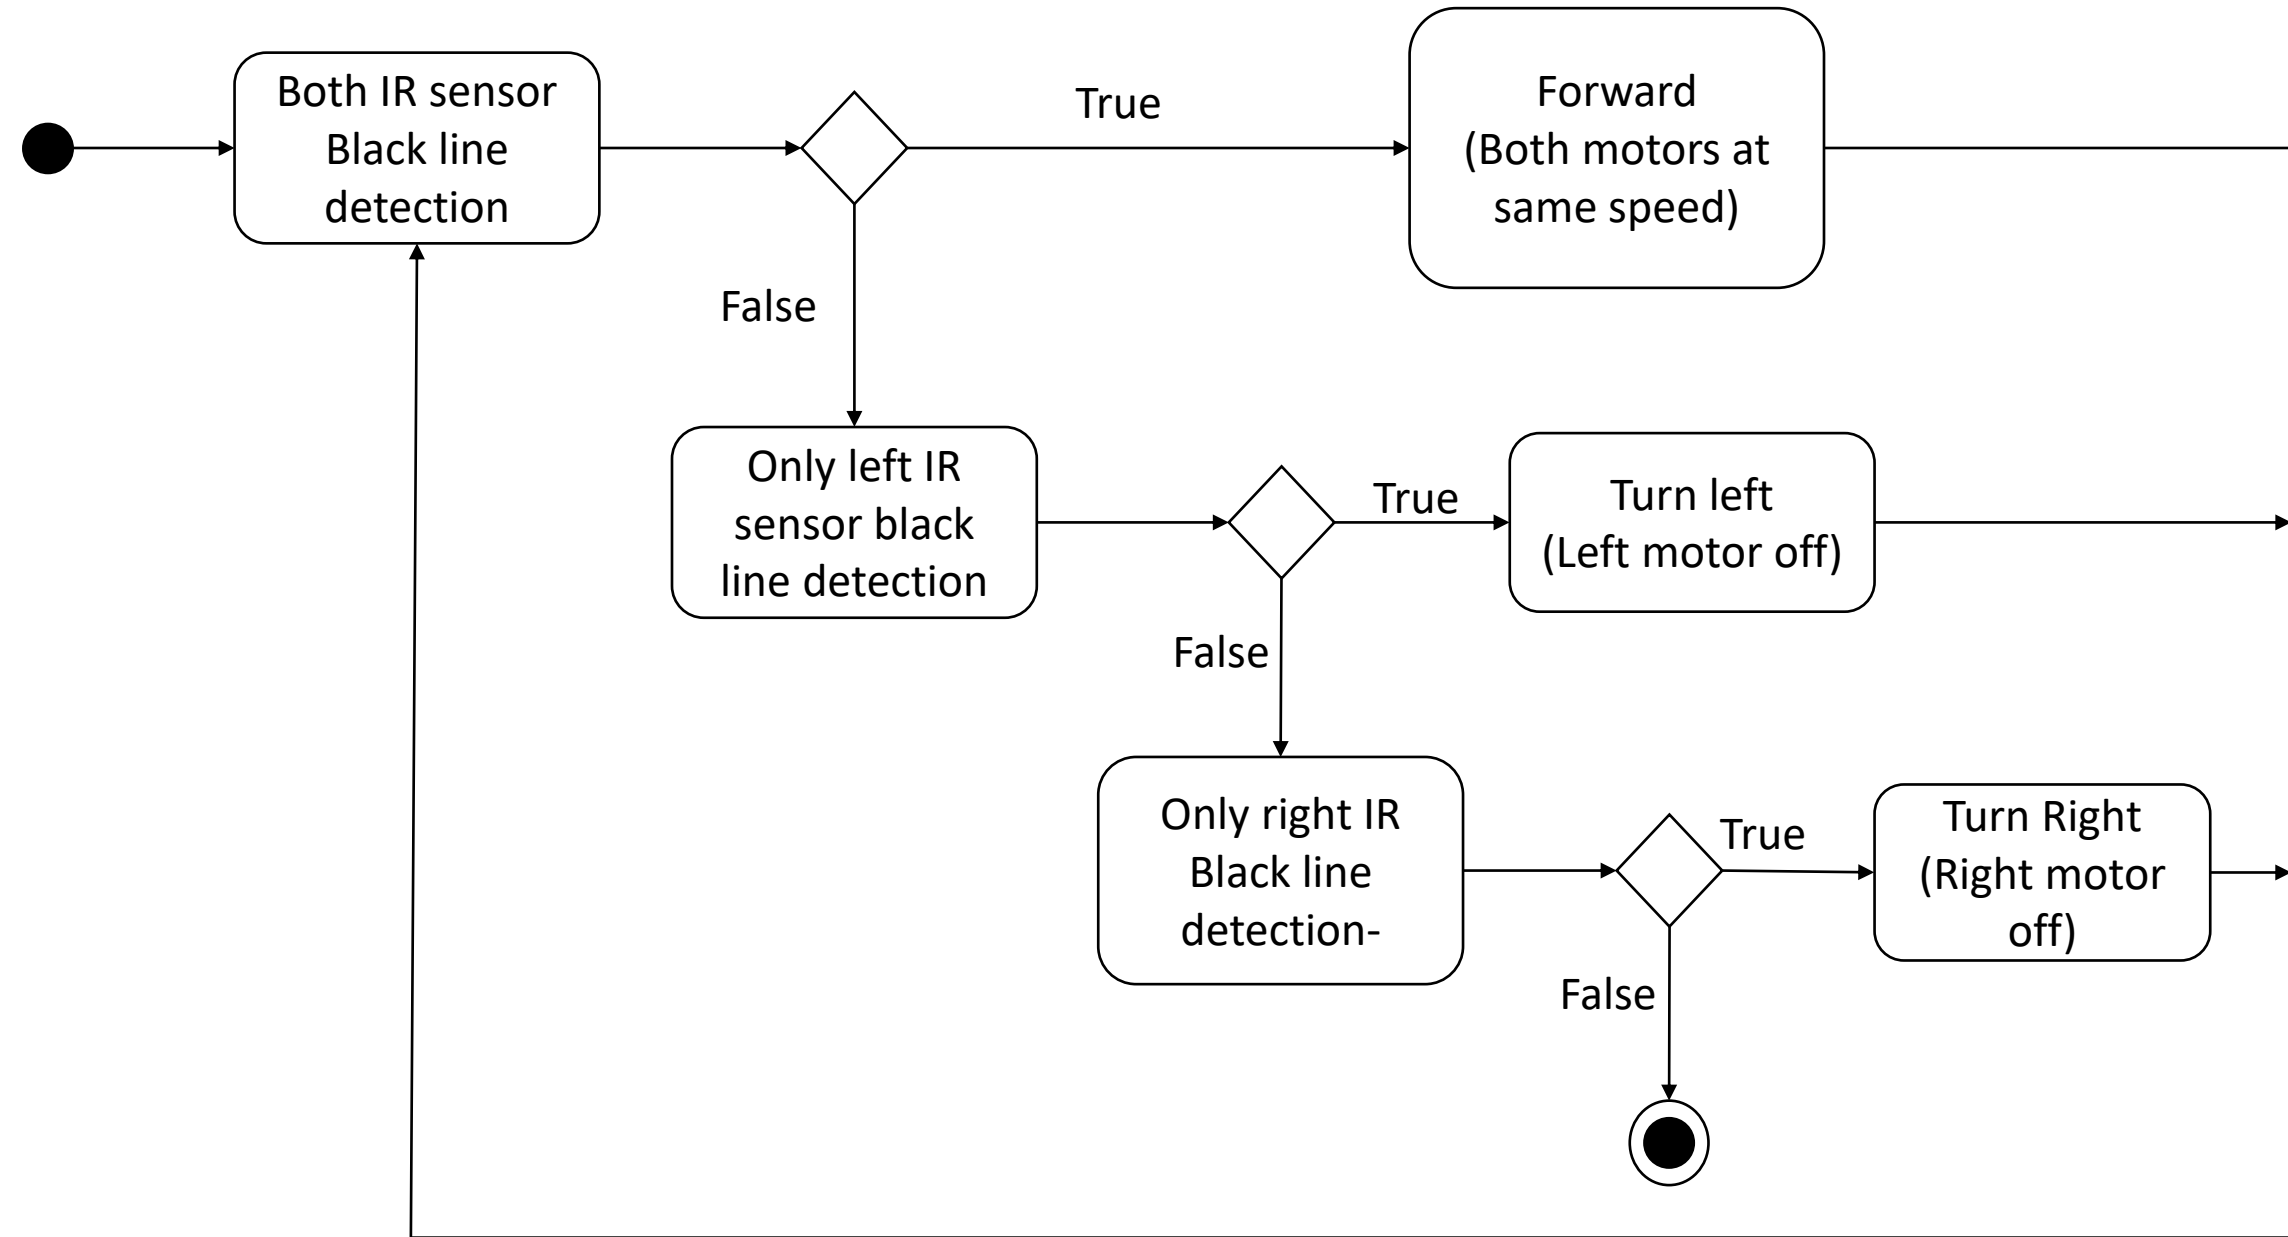 Both IR sensor
Black line
detection
True
Forward
(Both motors at
same speed)
False
Only left IR
sensor black
line detection
True
Turn left
(Left motor off)
False
Only right IR
Black line
detection-
True
Turn Right
(Right motor
off)
False